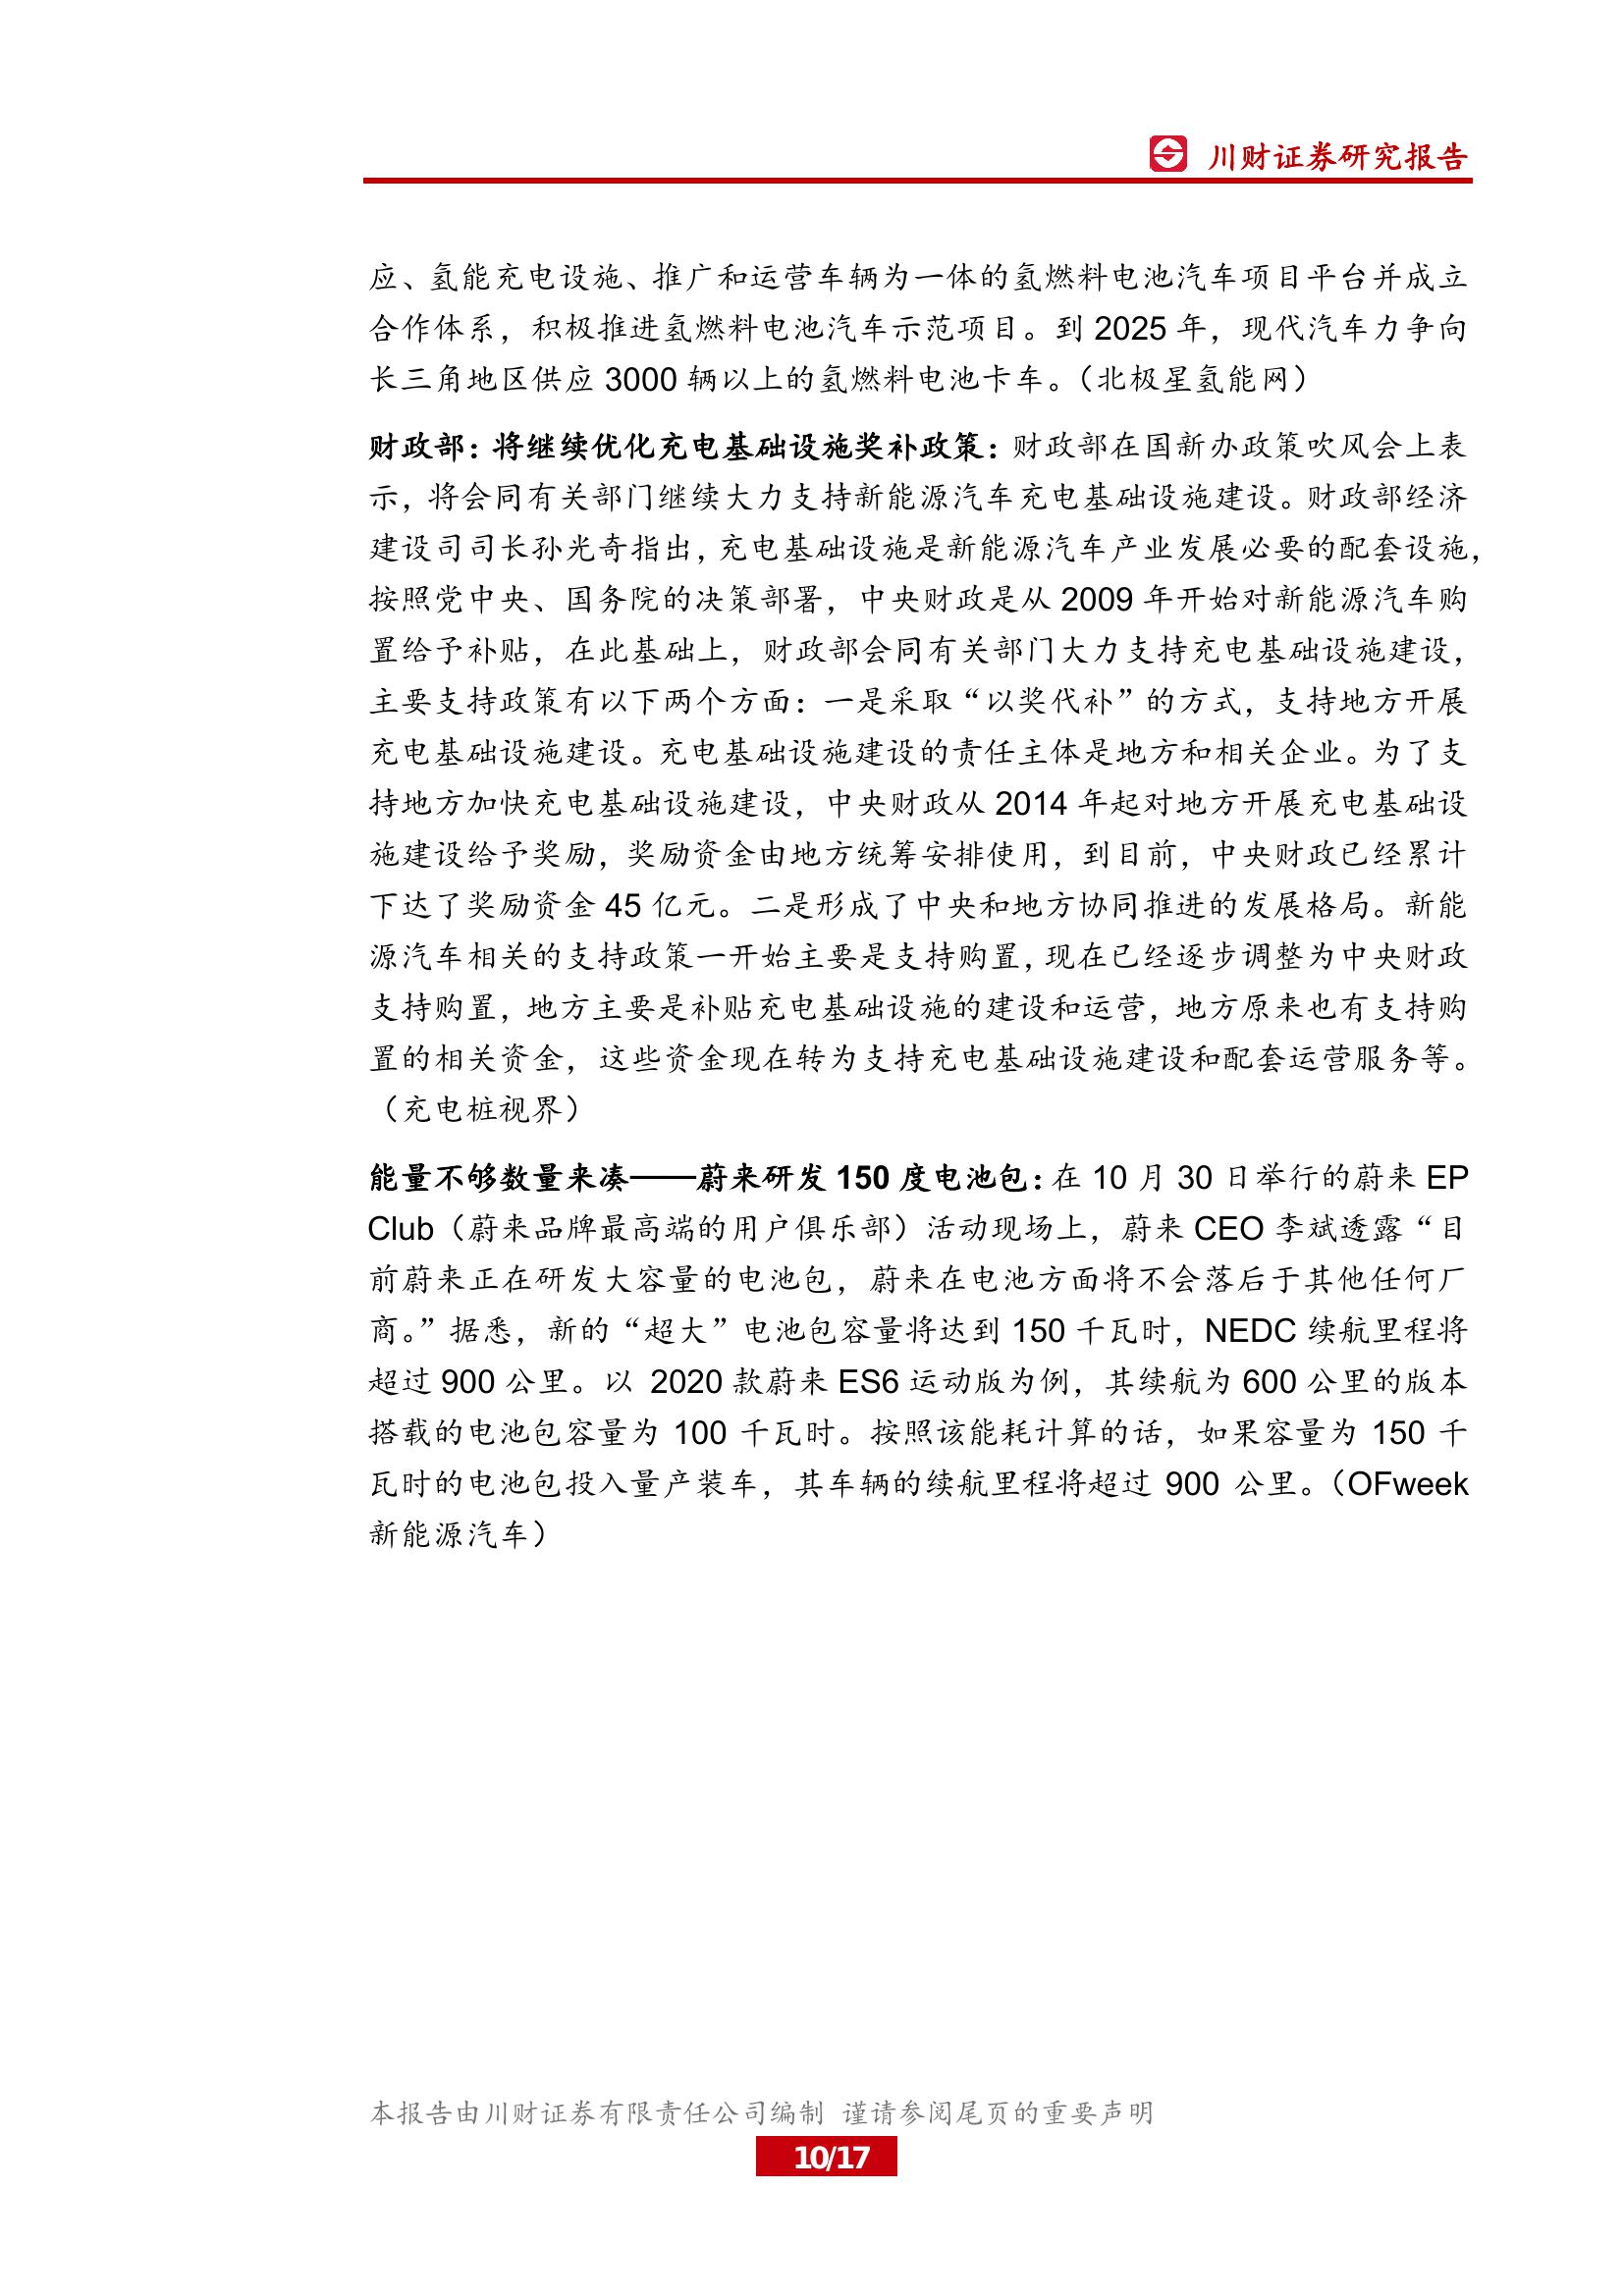 川财证券研究报告
应、氢能充电设施、推广和运营车辆为一体的氢燃料电池汽车项目平台并成立
合作体系，积极推进氢燃料电池汽车示范项目。到 2025 年，现代汽车力争向
长三角地区供应 3000 辆以上的氢燃料电池卡车。（北极星氢能网）
财政部：将继续优化充电基础设施奖补政策：财政部在国新办政策吹风会上表
示，将会同有关部门继续大力支持新能源汽车充电基础设施建设。财政部经济
建设司司长孙光奇指出，充电基础设施是新能源汽车产业发展必要的配套设施，
按照党中央、国务院的决策部署，中央财政是从 2009 年开始对新能源汽车购
置给予补贴，在此基础上，财政部会同有关部门大力支持充电基础设施建设，
主要支持政策有以下两个方面：一是采取“以奖代补”的方式，支持地方开展
充电基础设施建设。充电基础设施建设的责任主体是地方和相关企业。为了支
持地方加快充电基础设施建设，中央财政从 2014 年起对地方开展充电基础设
施建设给予奖励，奖励资金由地方统筹安排使用，到目前，中央财政已经累计
下达了奖励资金 45 亿元。二是形成了中央和地方协同推进的发展格局。新能
源汽车相关的支持政策一开始主要是支持购置，现在已经逐步调整为中央财政
支持购置，地方主要是补贴充电基础设施的建设和运营，地方原来也有支持购
置的相关资金，这些资金现在转为支持充电基础设施建设和配套运营服务等。
（充电桩视界）
能量不够数量来凑——蔚来研发 150 度电池包：在 10 月 30 日举行的蔚来 EP
Club（蔚来品牌最高端的用户俱乐部）活动现场上，蔚来 CEO 李斌透露“目
前蔚来正在研发大容量的电池包，蔚来在电池方面将不会落后于其他任何厂
商。”据悉，新的“超大”电池包容量将达到 150 千瓦时，NEDC 续航里程将
超过 900 公里。以 2020 款蔚来 ES6 运动版为例，其续航为 600 公里的版本
搭载的电池包容量为 100 千瓦时。按照该能耗计算的话，如果容量为 150 千
瓦时的电池包投入量产装车，其车辆的续航里程将超过 900 公里。（OFweek
新能源汽车）
本报告由川财证券有限责任公司编制 谨请参阅尾页的重要声明
10/17